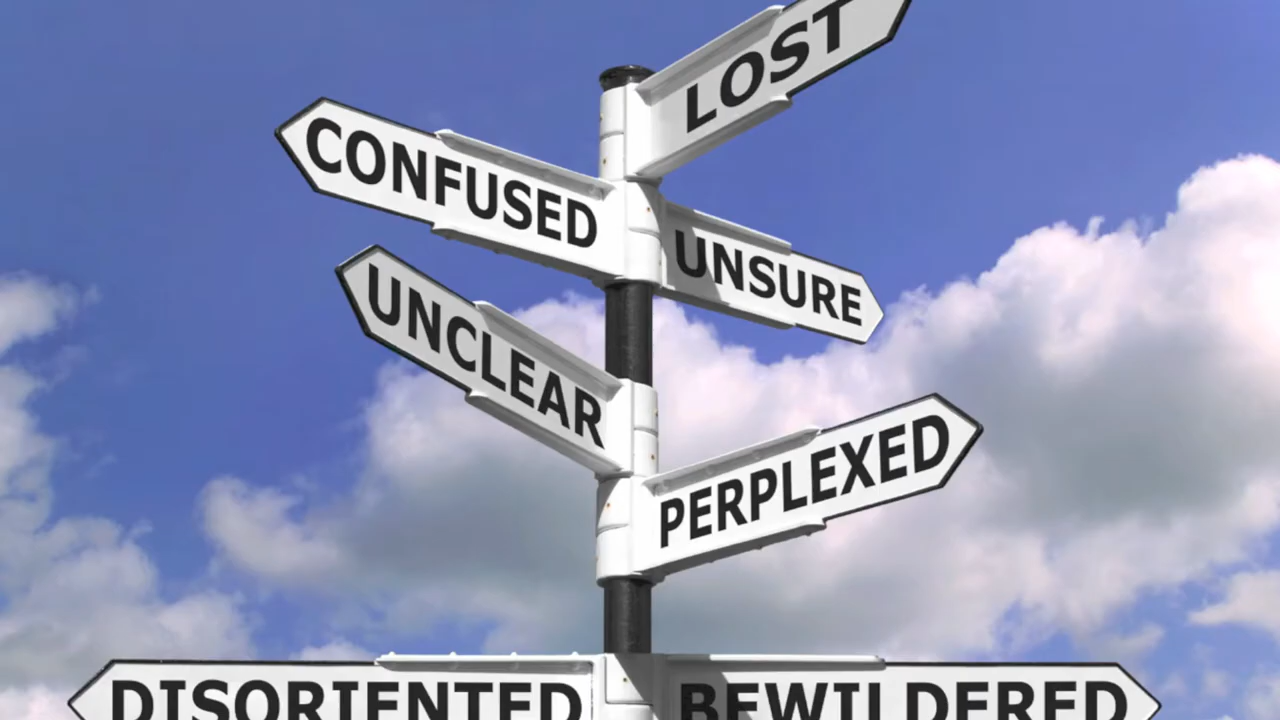 LOST
CONFUSED
UNSURE
UNCLEAR
PERPLEXED
DISORIENTED
BEWILDERED